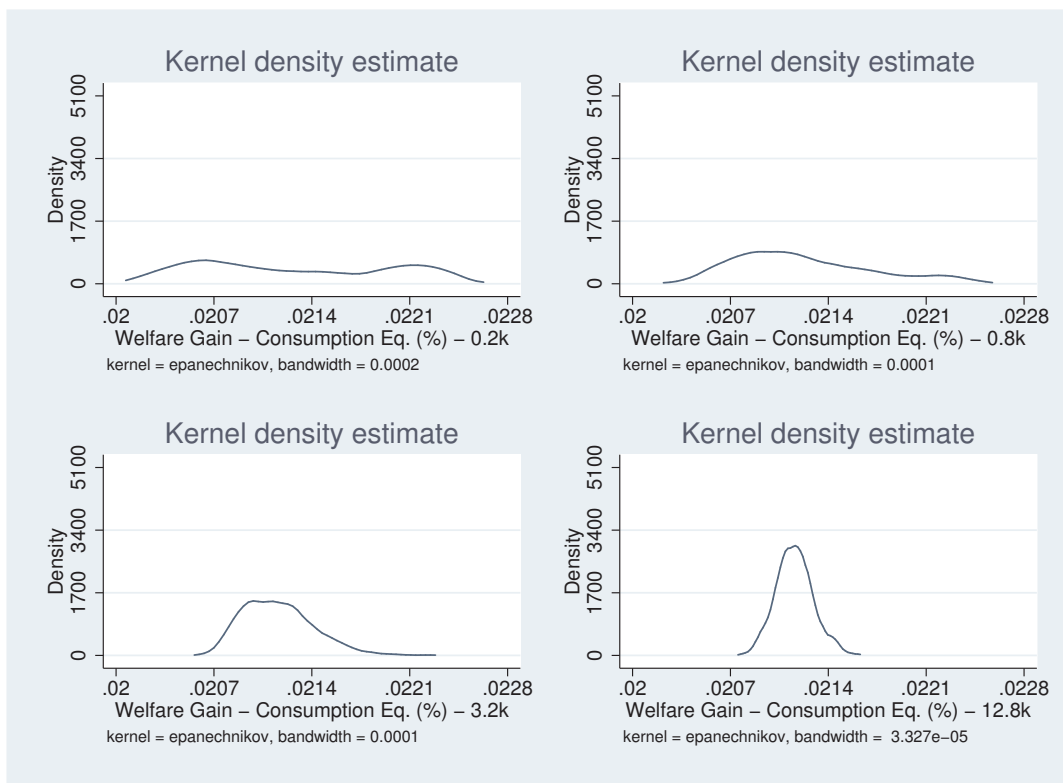 Kernel density estimate
Density
5100
3400
1700
0
.02 .0207 .0214 .0221 .0228
Welfare Gain − Consumption Eq. (%) − 0.2k
kernel = epanechnikov, bandwidth = 0.0002
Kernel density estimate
Density
5100
3400
1700
0
.02 .0207 .0214 .0221 .0228
Welfare Gain − Consumption Eq. (%) − 0.8k
kernel = epanechnikov, bandwidth = 0.0001
Kernel density estimate
Density
5100
3400
1700
0
.02 .0207 .0214 .0221 .0228
Welfare Gain − Consumption Eq. (%) − 3.2k
kernel = epanechnikov, bandwidth = 0.0001
Kernel density estimate
Density
5100
3400
1700
0
.02 .0207 .0214 .0221 .0228
Welfare Gain − Consumption Eq. (%) − 12.8k
kernel = epanechnikov, bandwidth = 3.327e−05